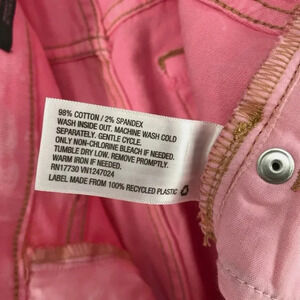 98% COTTON / 2% SPANDEX
WASH INSIDE OUT. MACHINE WASH COLD
SEPARATELY. GENTLE CYCLE.
ONLY NON-CHLORINE BLEACH IF NEEDED.
TUMBLE DRY LOW. REMOVE PROMPTLY.
WARM IRON IF NEEDED.
RN17730 VN1247024
LABEL MADE FROM 100% RECYCLED PLASTIC